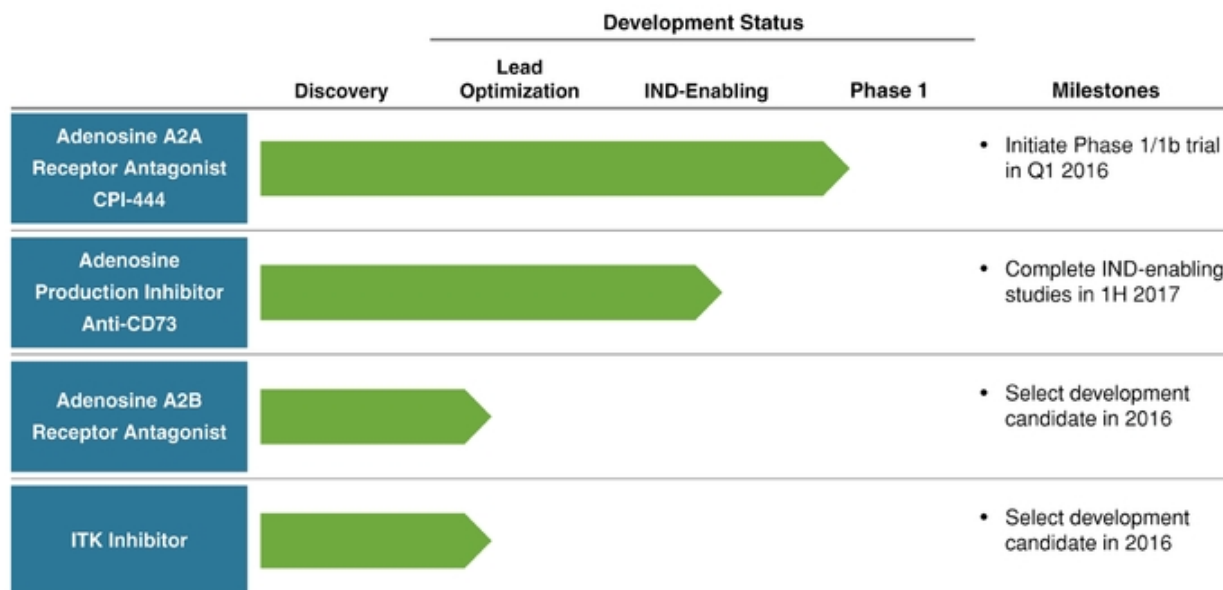 Development Status
Lead
Discovery Optimization IND-Enabling Phase 1 Milestones
Adenosine A2A
Receptor Antagonist
CPI-444
• Initiate Phase 1/1b trial
in Q1 2016
Adenosine
Production Inhibitor
Anti-CD73
• Complete IND-enabling
studies in 1H 2017
Adenosine A2B
Receptor Antagonist
• Select development
candidate in 2016
ITK Inhibitor
• Select development
candidate in 2016